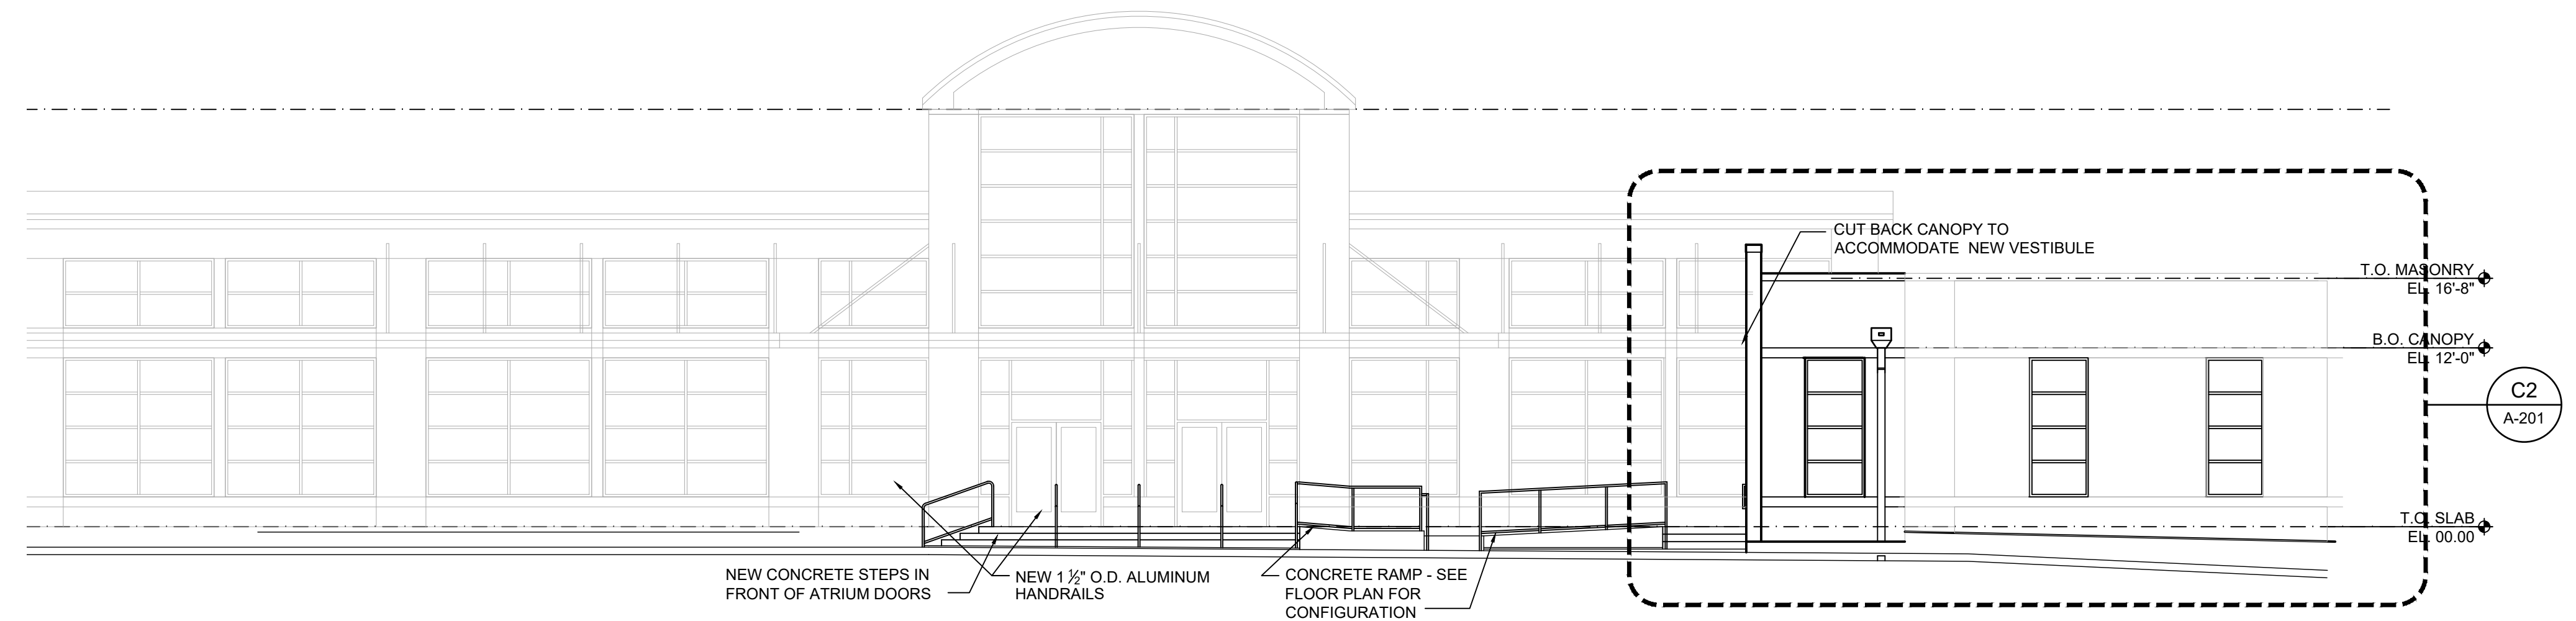 CUT BACK CANOPY TO
ACCOMMODATE NEW VESTIBULE
T.O. MASONRY
EL. 16'-8"
B.O. CANOPY
EL. 12'-0"
C2
A-201
T.O. SLAB
EL. 00.00
NEW CONCRETE STEPS IN
FRONT OF ATRIUM DOORS
NEW 1 ½" O.D. ALUMINUM
HANDRAILS
CONCRETE RAMP - SEE
FLOOR PLAN FOR
CONFIGURATION